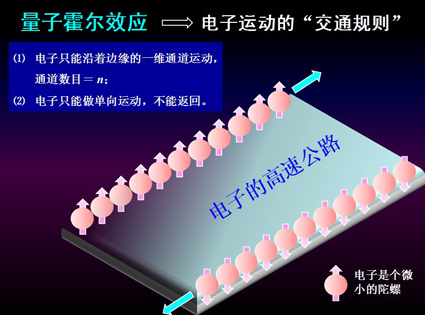 量子霍尔效应 ⟹ 电子运动的“交通规则”
(1) 电子只能沿着边缘的一维通道运动，
通道数目＝n；
(2) 电子只能做单向运动，不能返回。
电子的高速公路
电子是个微
小的陀螺